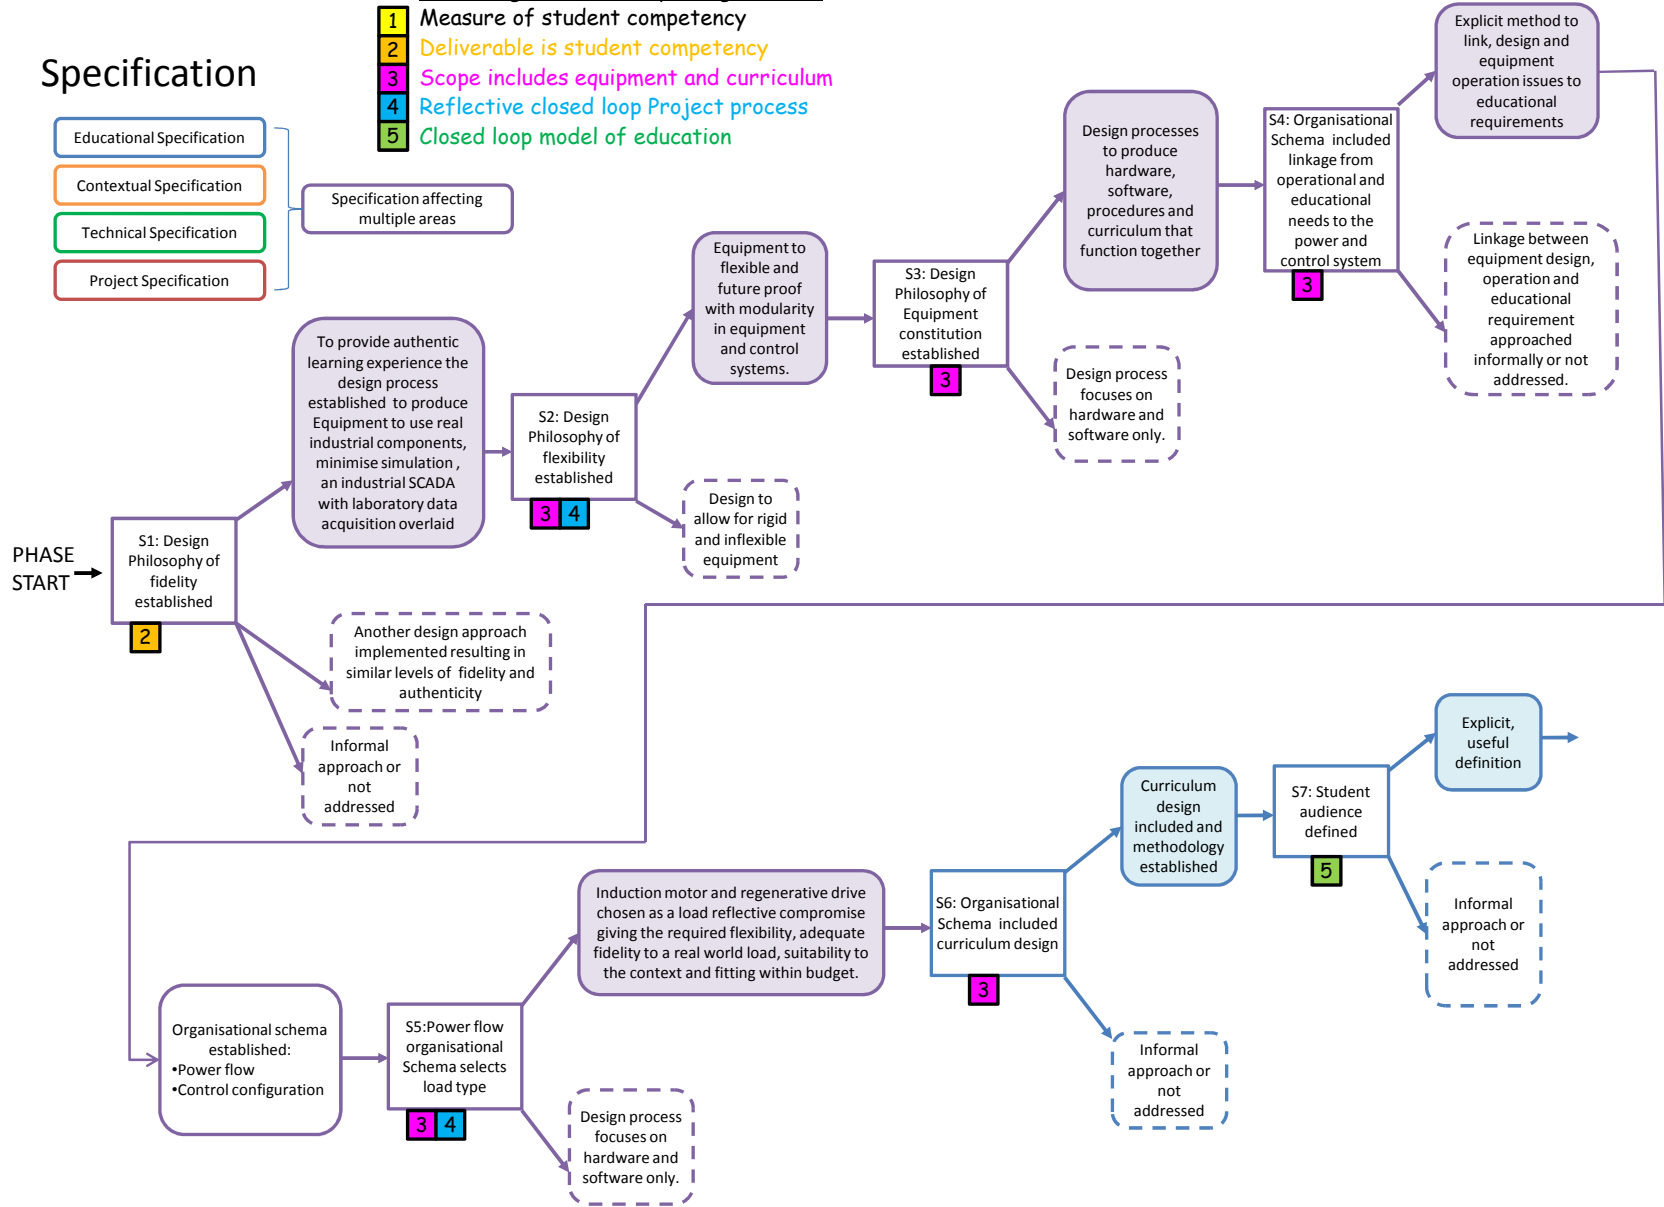 1 Measure of student competency
2 Deliverable is student competency
3 Scope includes equipment and curriculum
4 Reflective closed loop Project process
5 Closed loop model of education
Specification
Educational Specification
Contextual Specification
Technical Specification
Project Specification
Specification affecting
multiple areas
PHASE
START
S1: Design
Philosophy of
fidelity
established
2
To provide authentic
learning experience the
design process
established to produce
Equipment to use real
industrial components,
minimise simulation ,
an industrial SCADA
with laboratory data
acquisition overlaid
Another design approach
implemented resulting in
similar levels of fidelity and
authenticity
Informal
approach or
not
addressed
S2: Design
Philosophy of
flexibility
established
3 4
Equipment to
flexible and
future proof
with modularity
in equipment
and control
systems.
Design to
allow for rigid
and inflexible
equipment
S3: Design
Philosophy of
Equipment
constitution
established
3
Design processes
to produce
hardware,
software,
procedures and
curriculum that
function together
Design process
focuses on
hardware and
software only.
S4: Organisational
Schema included
linkage from
operational and
educational
needs to the
power and
control system
3
Explicit method to
link, design and
equipment
operation issues to
educational
requirements
Linkage between
equipment design,
operation and
educational
requirement
approached
informally or not
addressed.
Organisational schema
established:
•Power flow
•Control configuration
S5:Power flow
organisational
Schema selects
load type
3 4
Induction motor and regenerative drive
chosen as a load reflective compromise
giving the required flexibility, adequate
fidelity to a real world load, suitability to
the context and fitting within budget.
Design process
focuses on
hardware and
software only.
S6: Organisational
Schema included
curriculum design
3
Curriculum
design
included and
methodology
established
Informal
approach or
not
addressed
S7: Student
audience
defined
5
Explicit,
useful
definition
Informal
approach or
not
addressed